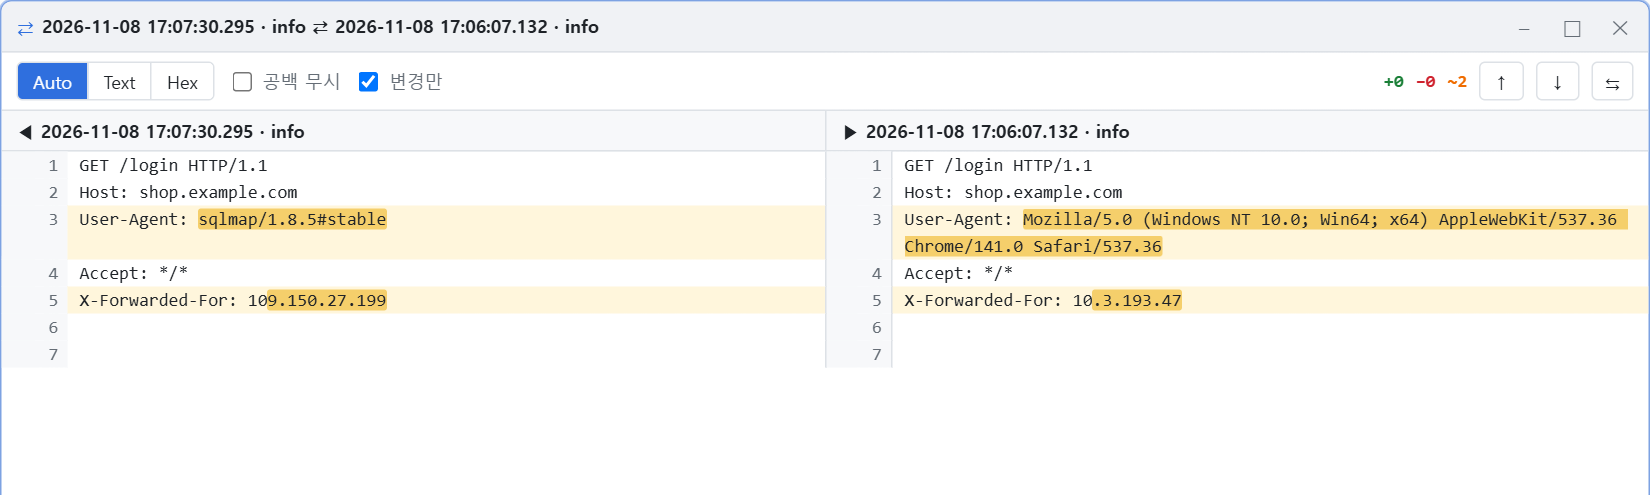 ⇄ 2026-11-08 17:07:30.295 · info ⇄ 2026-11-08 17:06:07.132 · info
Auto Text Hex 공백 무시 변경만 +0 −0 ~2 ↑ ↓ ⇆
◀ 2026-11-08 17:07:30.295 · info
1 GET /login HTTP/1.1
2 Host: shop.example.com
3 User-Agent: sqlmap/1.8.5#stable
4 Accept: */*
5 X-Forwarded-For: 109.150.27.199
6
7
▶ 2026-11-08 17:06:07.132 · info
1 GET /login HTTP/1.1
2 Host: shop.example.com
3 User-Agent: Mozilla/5.0 (Windows NT 10.0; Win64; x64) AppleWebKit/537.36
Chrome/141.0 Safari/537.36
4 Accept: */*
5 X-Forwarded-For: 10.3.193.47
6
7